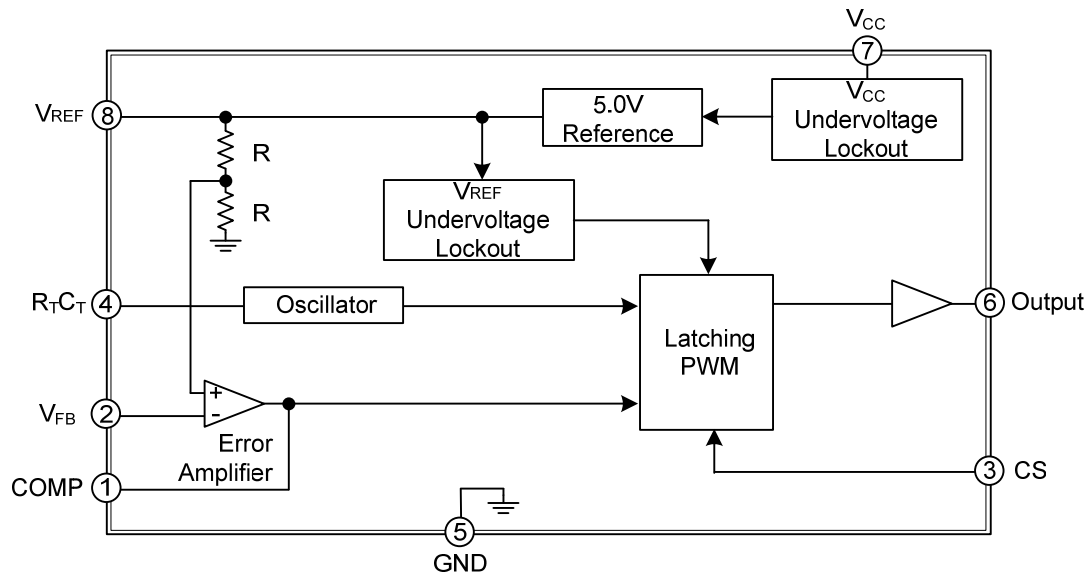 VCC
7
VREF
8
5.0V
Reference
VCC
Undervoltage
Lockout
R
R
VREF
Undervoltage
Lockout
RTCT
4
Oscillator
6
Output
Latching
PWM
VFB
2
+
-
Error
Amplifier
COMP
1
3
CS
5
GND